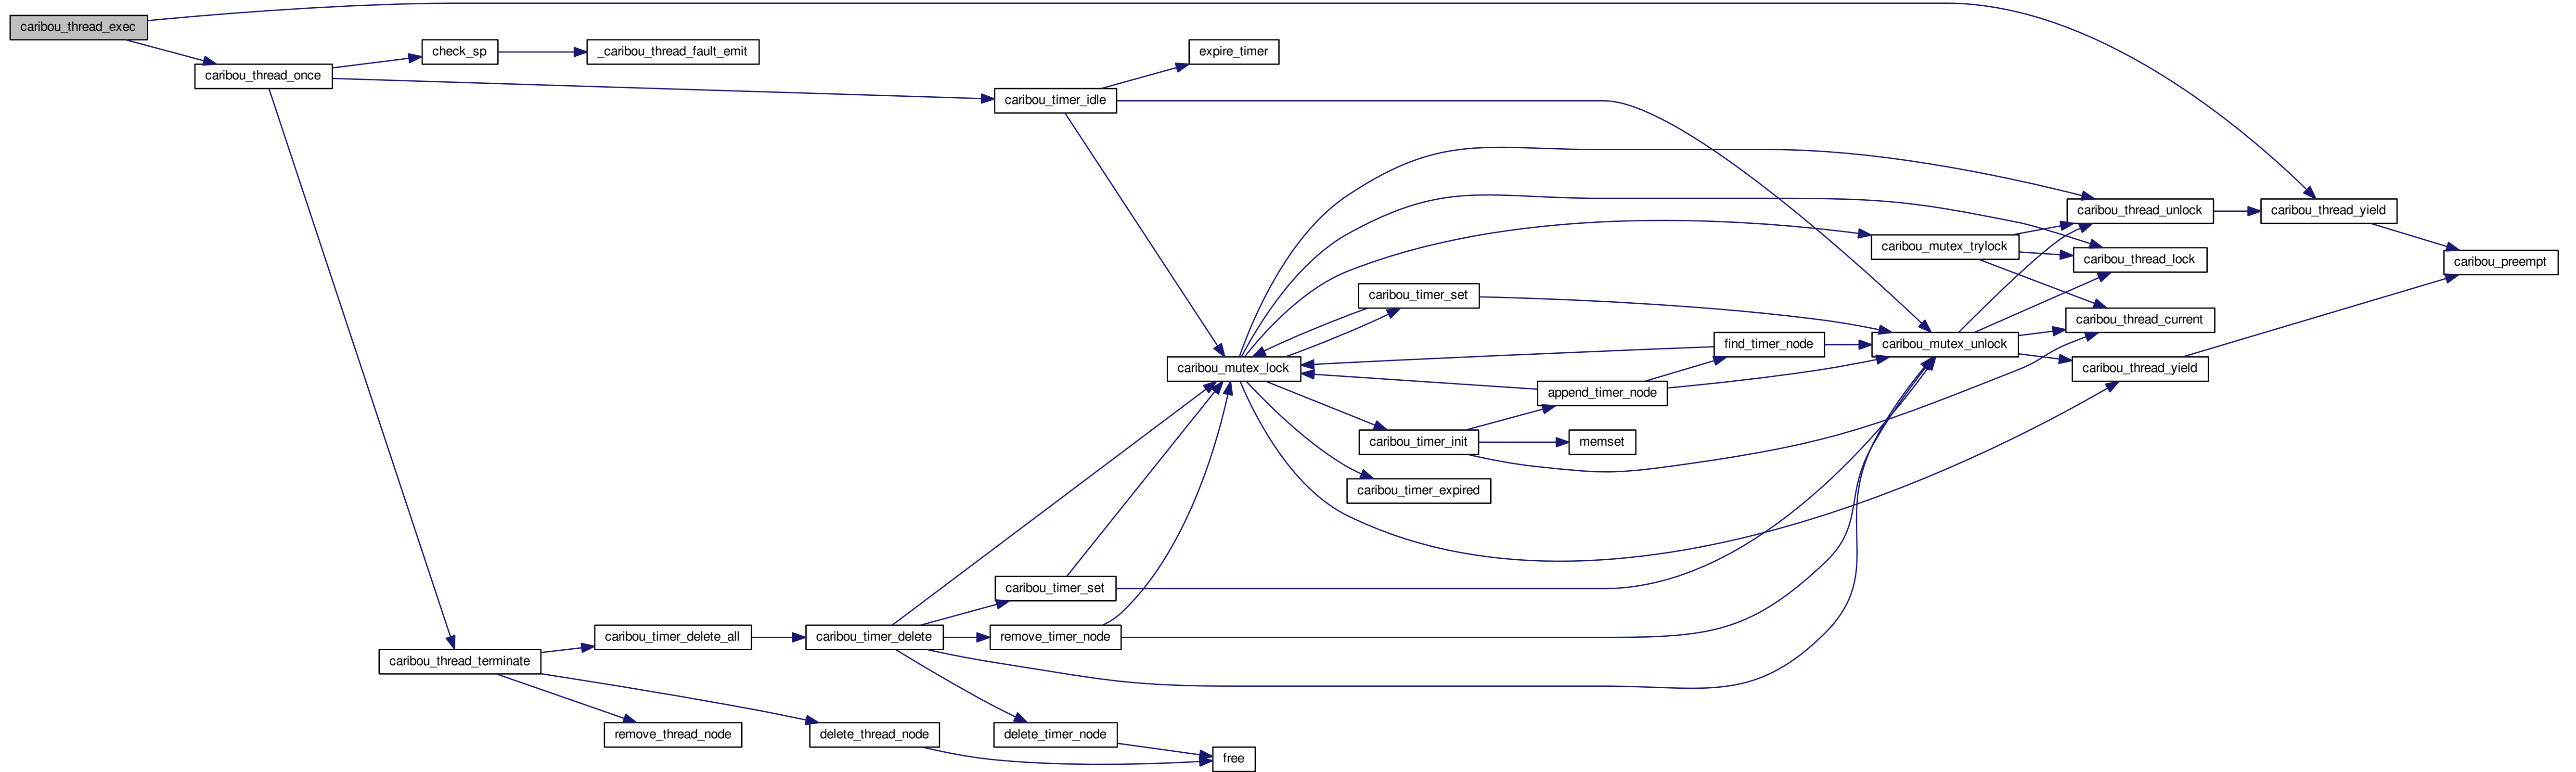 caribou_thread_exec
caribou_thread_once
check_sp
_caribou_thread_fault_emit
expire_timer
caribou_timer_idle
caribou_thread_unlock
caribou_thread_yield
caribou_mutex_trylock
caribou_thread_lock
caribou_preempt
caribou_timer_set
caribou_thread_current
find_timer_node
caribou_mutex_unlock
caribou_mutex_lock
caribou_thread_yield
append_timer_node
caribou_timer_init
memset
caribou_timer_expired
caribou_timer_set
caribou_timer_delete_all
caribou_timer_delete
remove_timer_node
caribou_thread_terminate
remove_thread_node
delete_thread_node
delete_timer_node
free